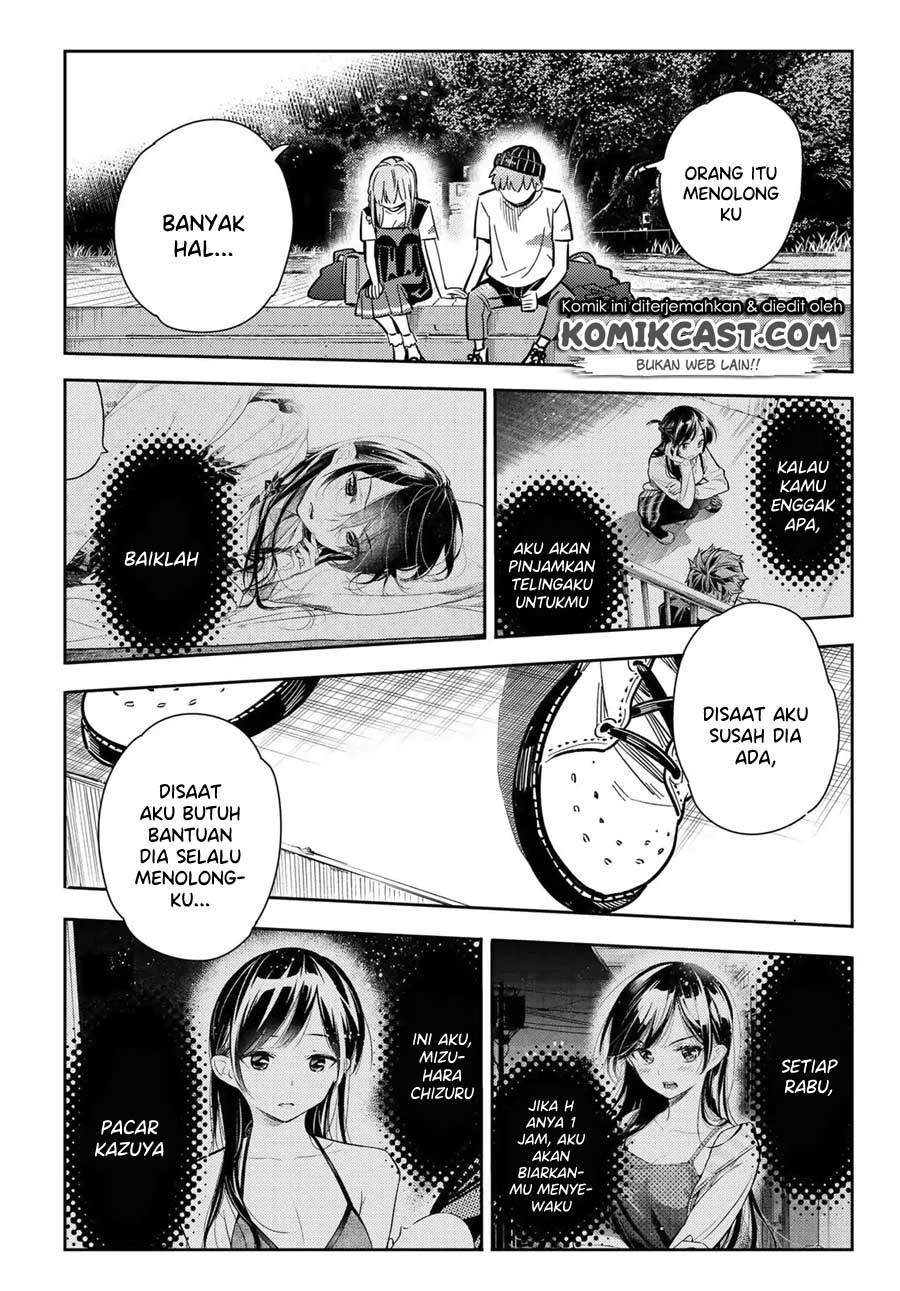 ORANG ITU
MENOLONG
KU
BANYAK
HAL...
Komik ini diterjemahkan & diedit oleh
KOMIKCAST.COM
BUKAN WEB LAIN!!
KALAU
KAMU
ENGGAK
APA,
AKU AKAN
PINJAMKAN
TELINGAKU
UNTUKMU
BAIKLAH
DISAAT AKU
SUSAH DIA
ADA,
DISAAT
AKU BUTUH
BANTUAN
DIA SELALU
MENOLONG-
KU...
SETIAP
RABU,
JIKA H
ANYA 1
JAM, AKU
AKAN
BIARKAN-
MU MENYE-
WAKU
INI AKU,
MIZU-
HARA
CHIZURU
PACAR
KAZUYA